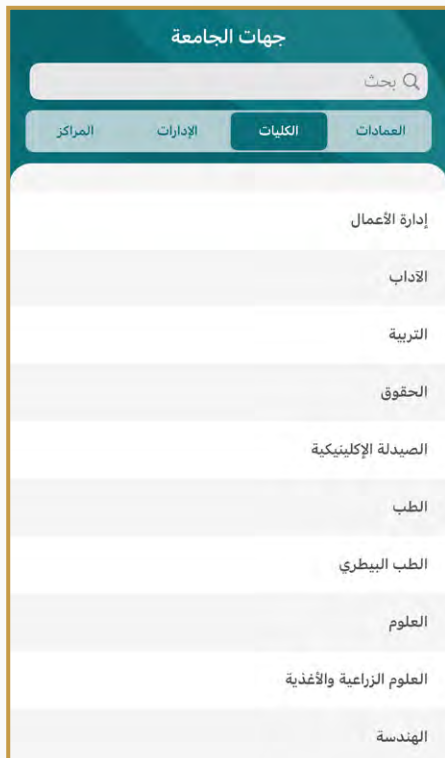 جهات الجامعة
بحث
العمادات الكليات الإدارات المراكز
إدارة الأعمال
الآداب
التربية
الحقوق
الصيدلة الإكلينيكية
الطب
الطب البيطري
العلوم
العلوم الزراعية والأغذية
الهندسة